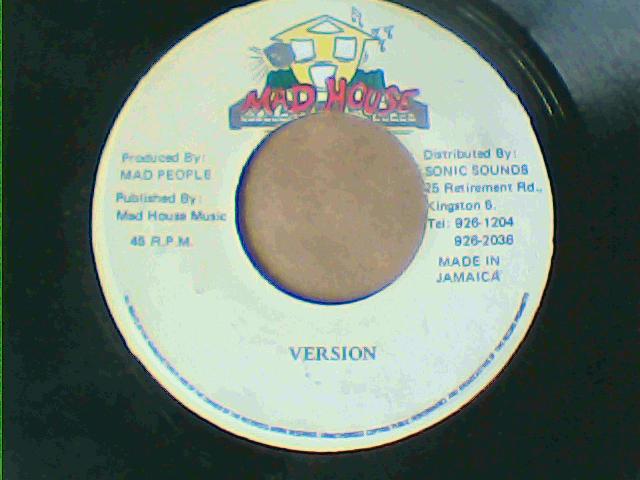 MAD HOUSE
Produced By:
MAD PEOPLE
Published By:
Mad House Music
45 R.P.M.
Distributed By:
SONIC SOUNDS
25 Retirement Rd.,
Kingston 5.
Tel: 926-1204
926-2036
MADE IN
JAMAICA
VERSION